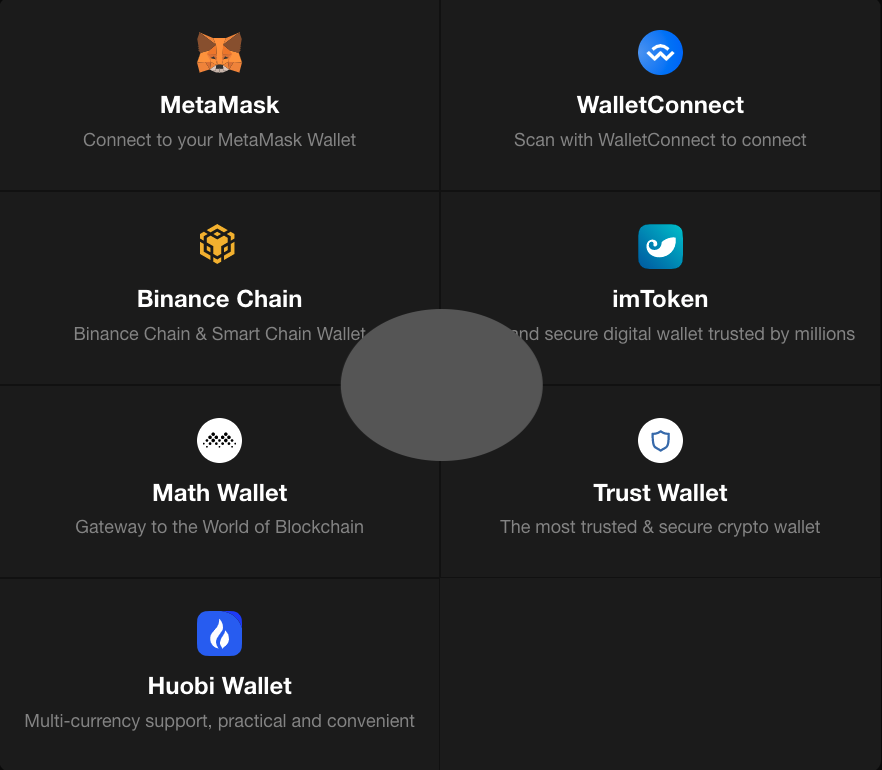 MetaMask
Connect to your MetaMask Wallet
WalletConnect
Scan with WalletConnect to connect
Binance Chain
Binance Chain & Smart Chain Wallet
imToken
and secure digital wallet trusted by millions
Math Wallet
Gateway to the World of Blockchain
Trust Wallet
The most trusted & secure crypto wallet
Huobi Wallet
Multi-currency support, practical and convenient